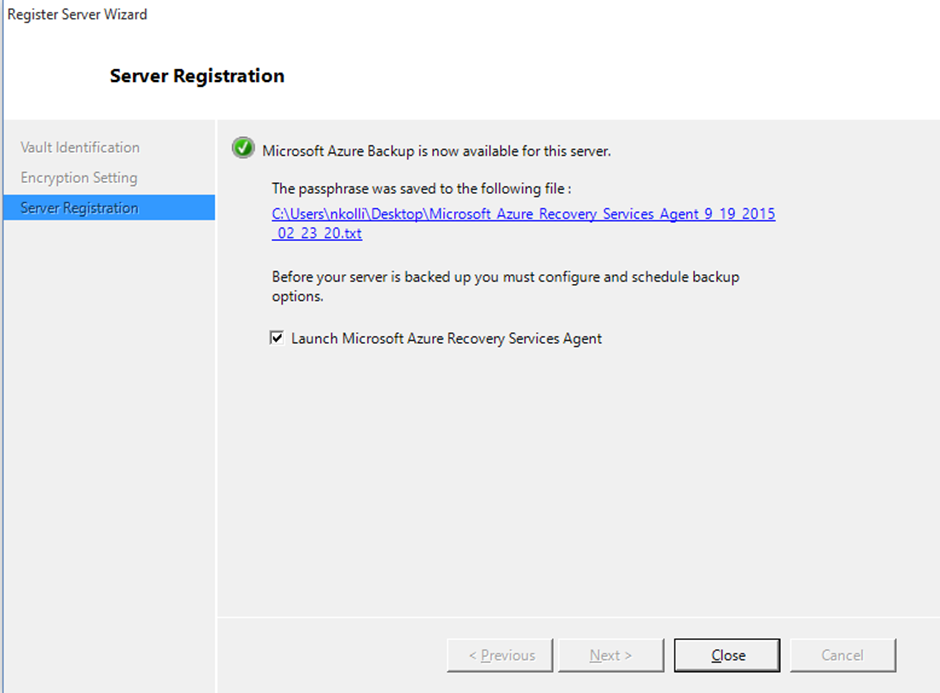 Register Server Wizard
Server Registration
Vault Identification
Encryption Setting
Server Registration
Microsoft Azure Backup is now available for this server.
The passphrase was saved to the following file :
C:\Users\nkolli\Desktop\Microsoft_Azure_Recovery_Services_Agent_9_19_2015
_02_23_20.txt
Before your server is backed up you must configure and schedule backup
options.
Launch Microsoft Azure Recovery Services Agent
< Previous
Next >
Close
Cancel